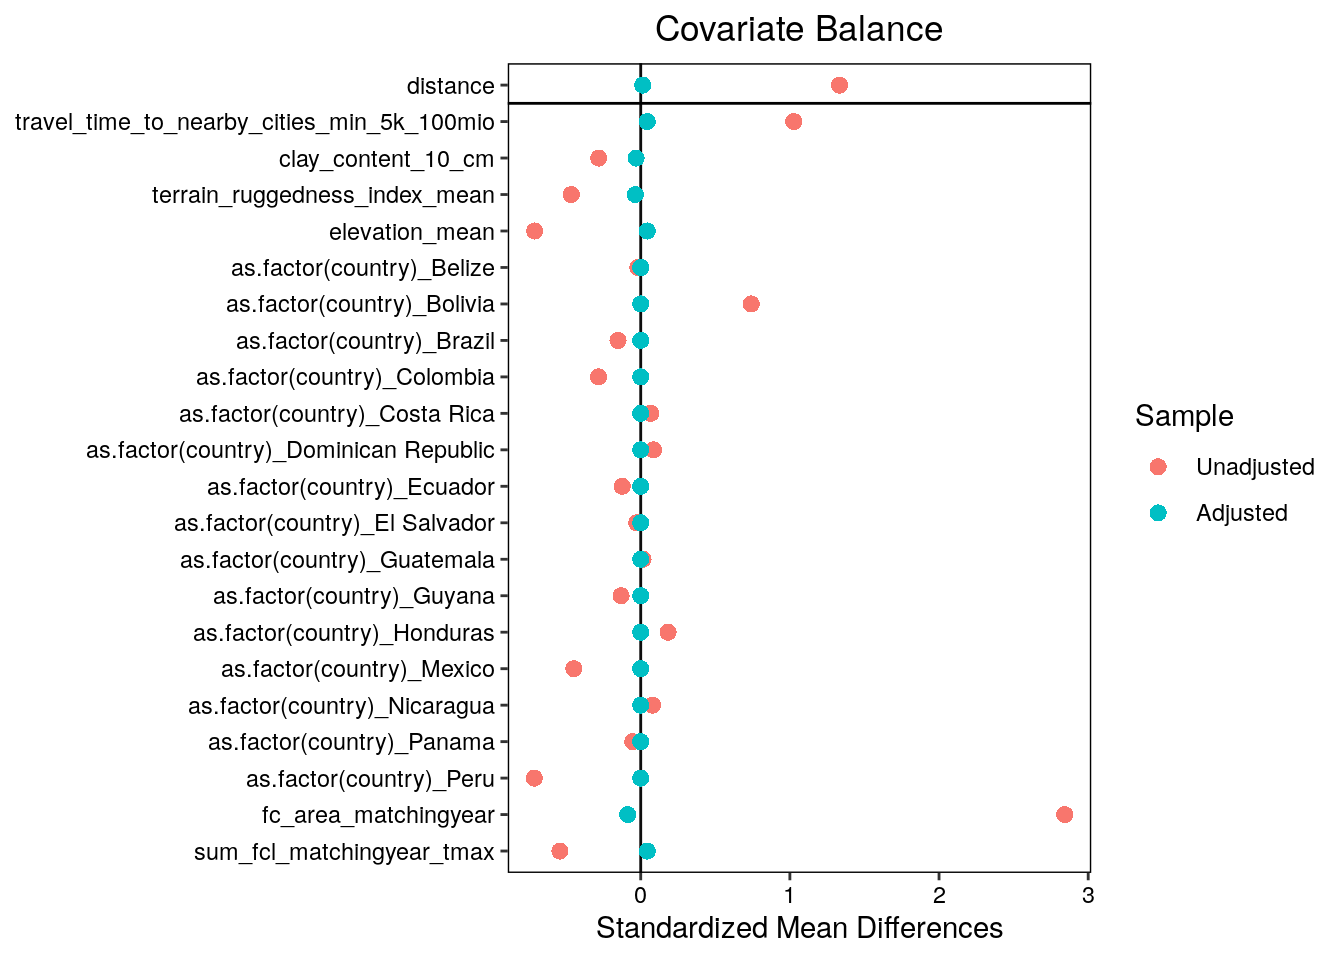 Covariate Balance
distance
travel_time_to_nearby_cities_min_5k_100mio
clay_content_10_cm
terrain_ruggedness_index_mean
elevation_mean
as.factor(country)_Belize
as.factor(country)_Bolivia
as.factor(country)_Brazil
as.factor(country)_Colombia
as.factor(country)_Costa Rica
as.factor(country)_Dominican Republic
as.factor(country)_Ecuador
as.factor(country)_El Salvador
as.factor(country)_Guatemala
as.factor(country)_Guyana
as.factor(country)_Honduras
as.factor(country)_Mexico
as.factor(country)_Nicaragua
as.factor(country)_Panama
as.factor(country)_Peru
fc_area_matchingyear
sum_fcl_matchingyear_tmax
0 1 2 3
Standardized Mean Differences
Sample
Unadjusted
Adjusted